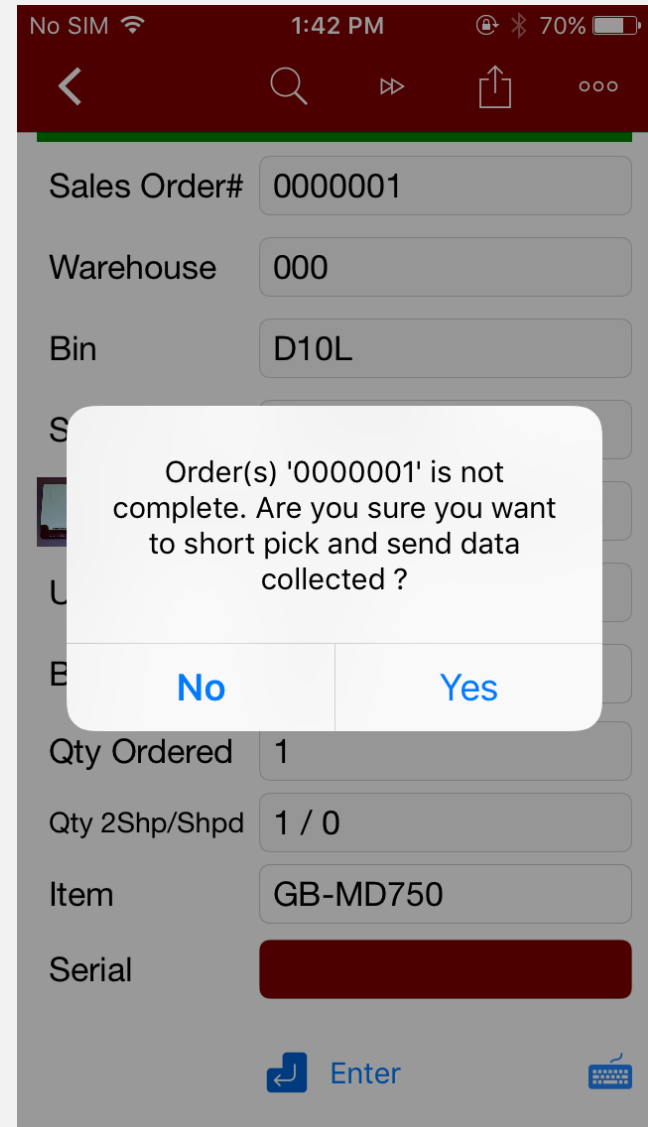 No SIM 1:42 PM 70%
Sales Order# 0000001
Warehouse 000
Bin D10L
S
Order(s) '0000001' is not
complete. Are you sure you want
to short pick and send data
collected ?
U
B
No Yes
Qty Ordered 1
Qty 2Shp/Shpd 1 / 0
Item GB-MD750
Serial
Enter